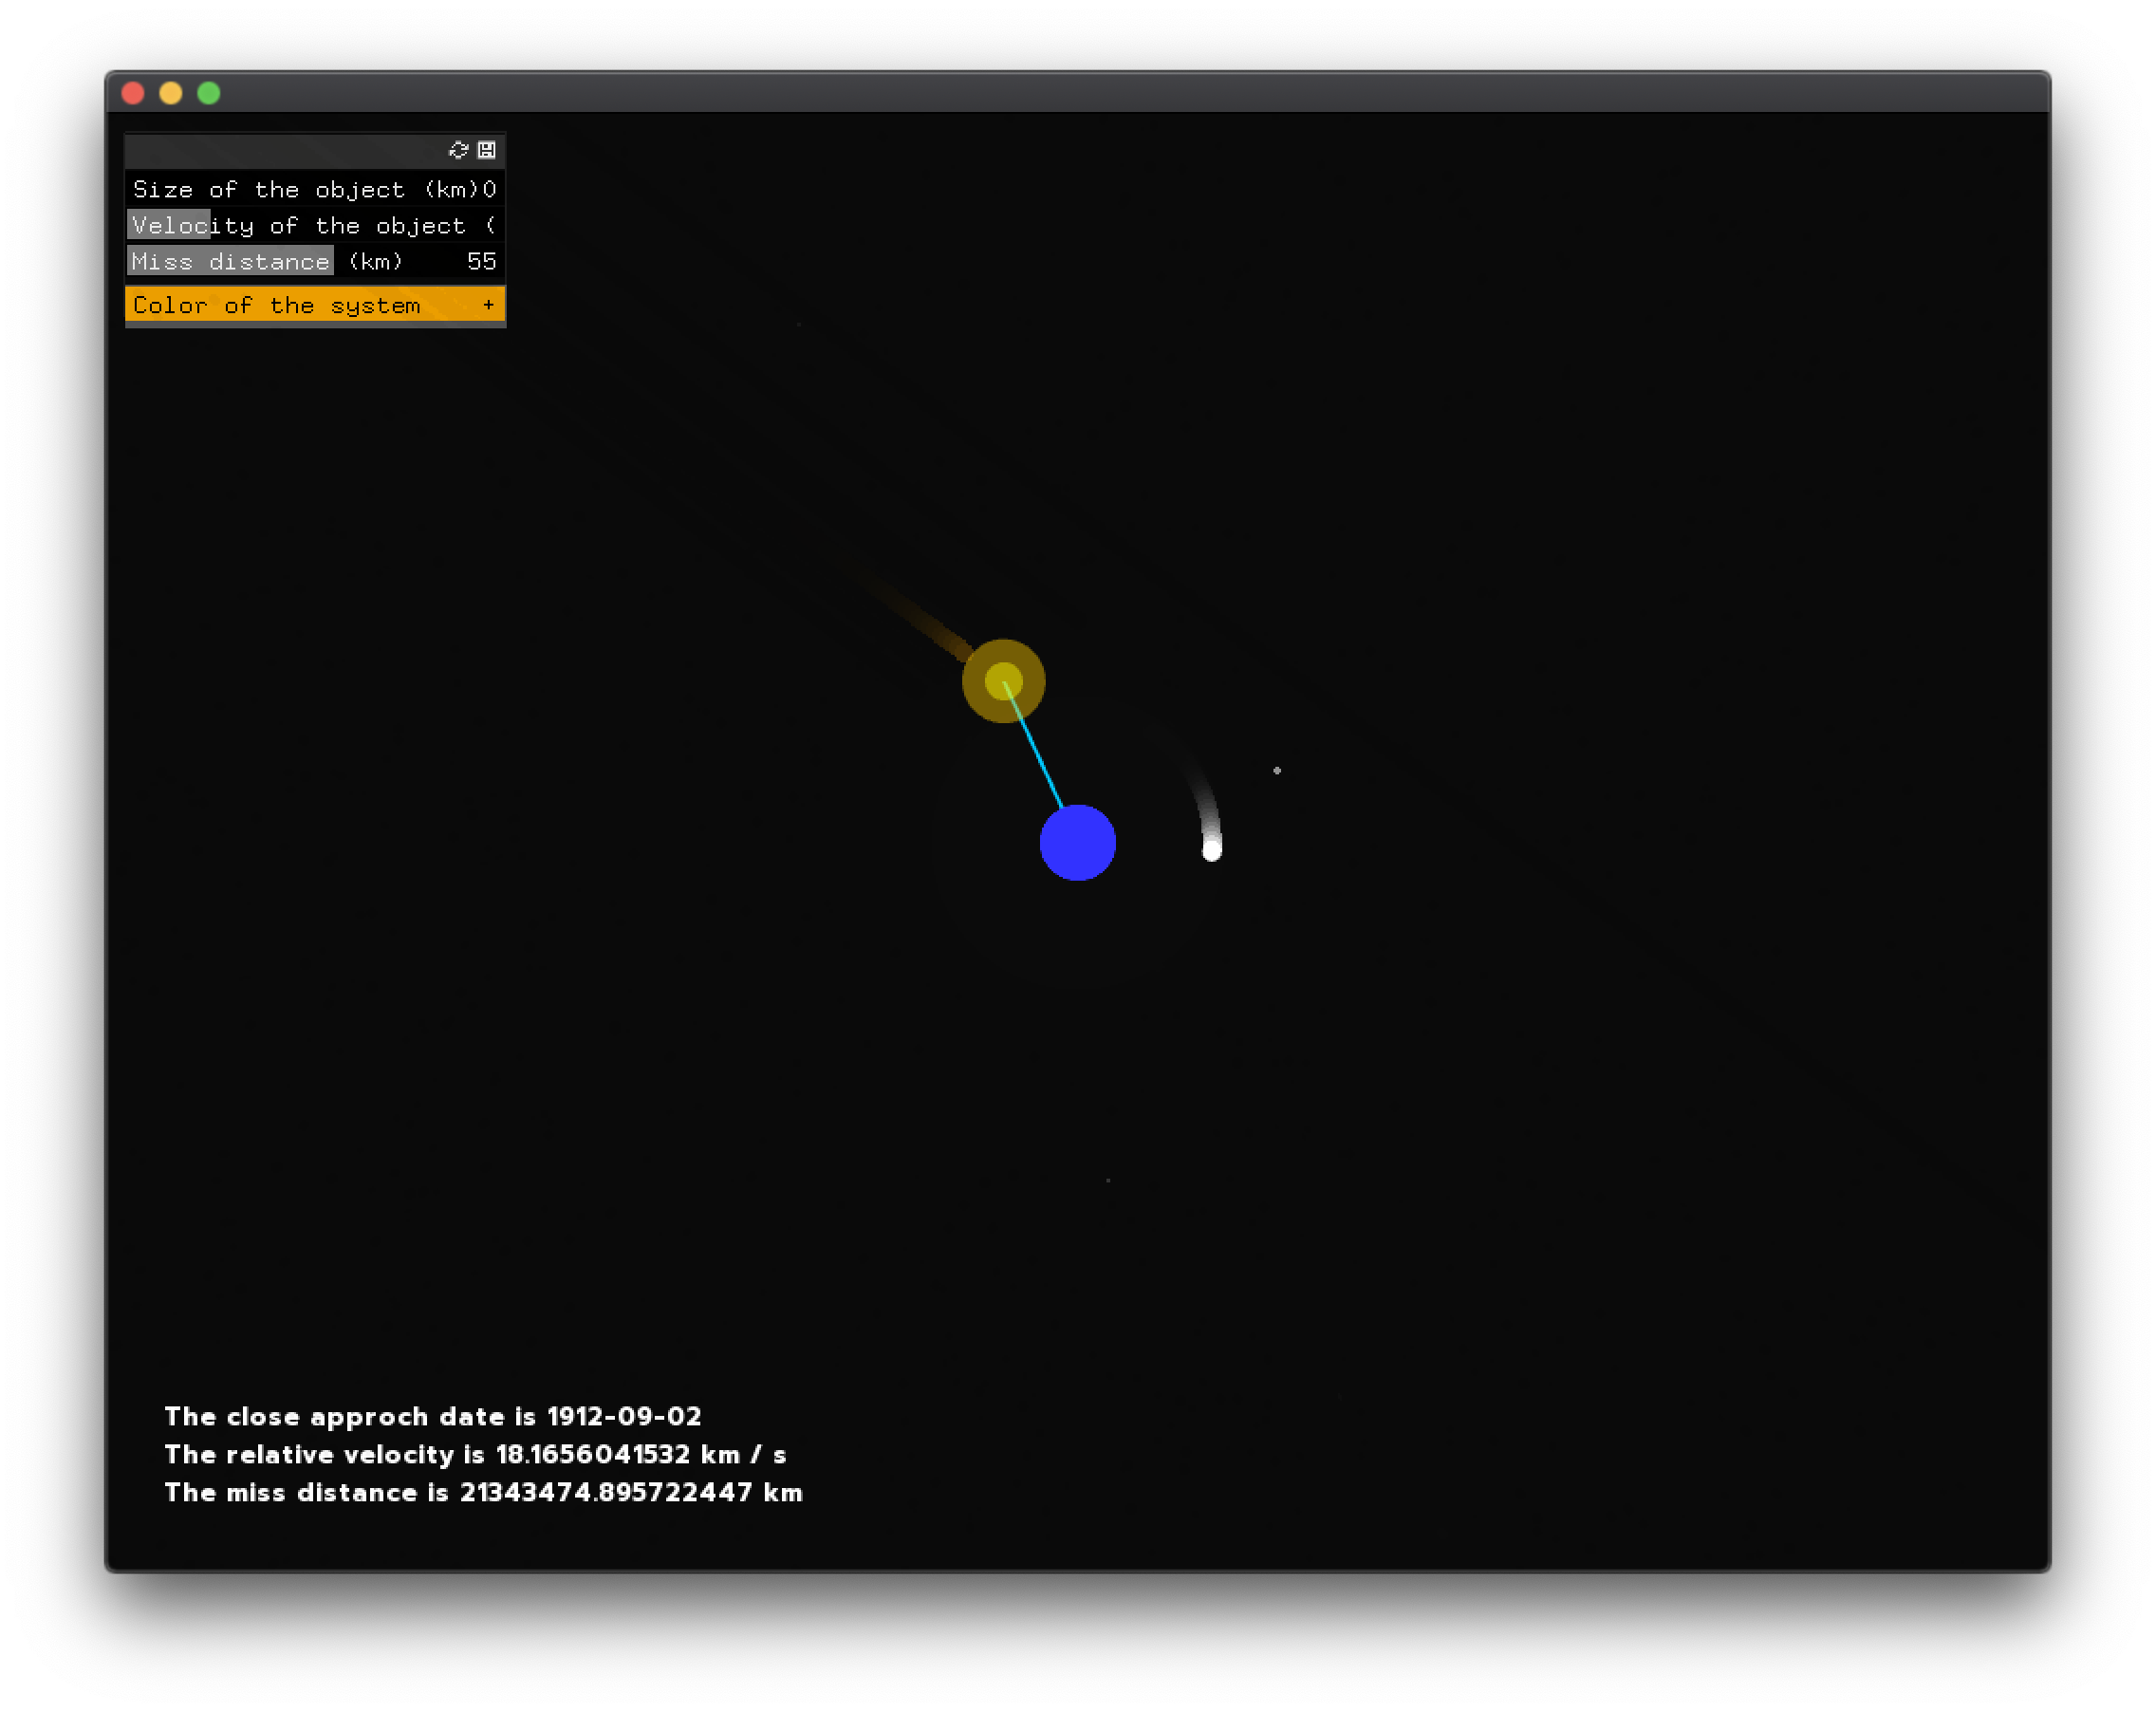 Size of the object (km)0
Velocity of the object (
Miss distance (km) 55
Color of the system +
The close approch date is 1912-09-02
The relative velocity is 18.1656041532 km / s
The miss distance is 21343474.895722447 km